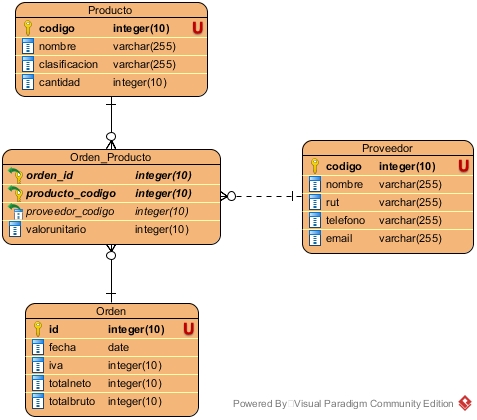 Producto
codigo integer(10) U
nombre varchar(255)
clasificacion varchar(255)
cantidad integer(10)
Orden_Producto
orden_id integer(10)
producto_codigo integer(10)
proveedor_codigo integer(10)
valorunitario integer(10)
Proveedor
codigo integer(10) U
nombre varchar(255)
rut varchar(255)
telefono varchar(255)
email varchar(255)
Orden
id integer(10) U
fecha date
iva integer(10)
totalneto integer(10)
totalbruto integer(10)
Powered By Visual Paradigm Community Edition